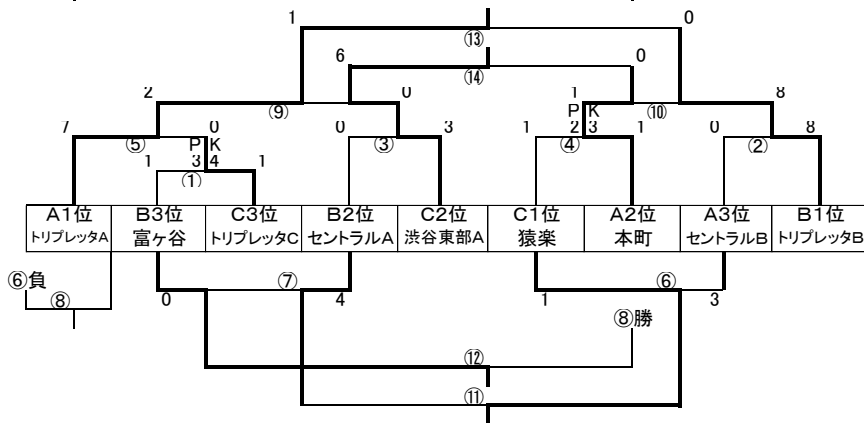 1 ⑬ 0
6 ⑭ 0
2 ⑨ 0 1 ⑩ 8
P K
7 ⑤ 0 0 ③ 3 1 2 3 1 0 ② 8
P K ④
1 3 4 1
①
A1位 B3位 C3位 B2位 C2位 C1位 A2位 A3位 B1位
トリプレッタA 富ヶ谷 トリプレッタC セントラルA 渋谷東部A 猿楽 本町 セントラルB トリプレッタB
⑥負 ⑦ ⑥
⑧ 0 4 1 3
⑧勝
⑫
⑪